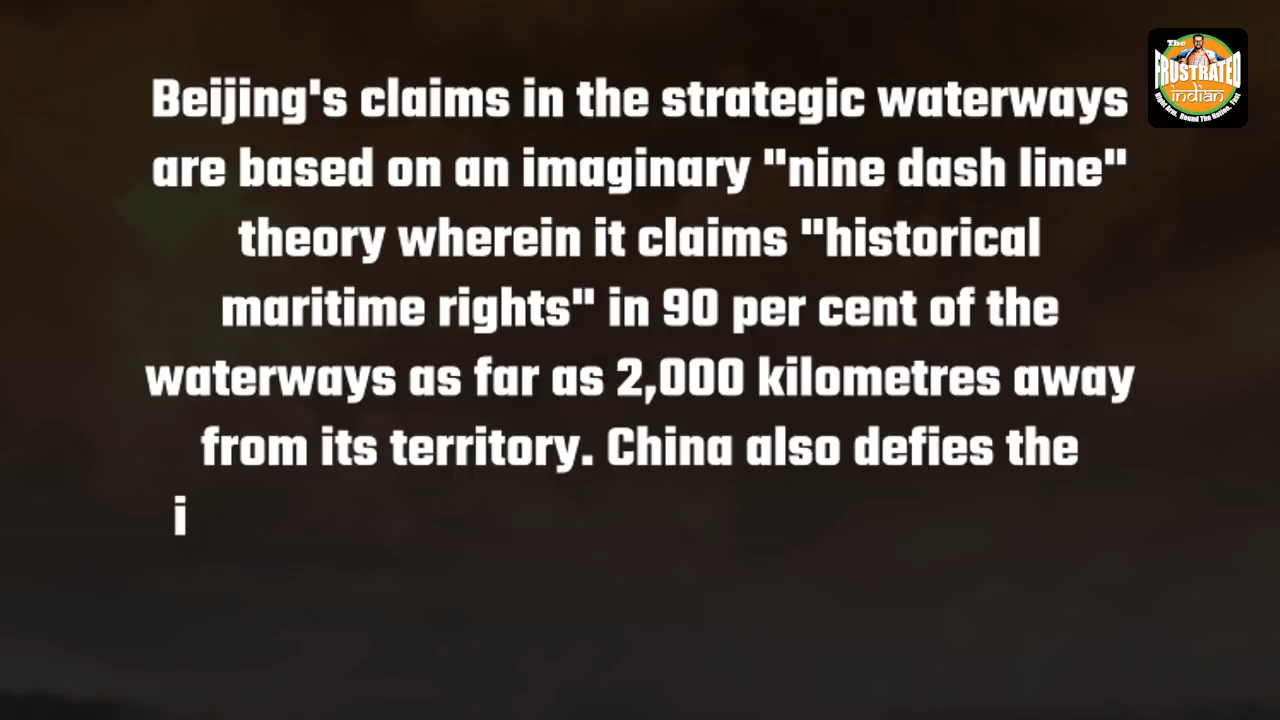 The
FRUSTRATED
indian
Beijing's claims in the strategic waterways
are based on an imaginary "nine dash line"
theory wherein it claims "historical
maritime rights" in 90 per cent of the
waterways as far as 2,000 kilometres away
from its territory. China also defies the
i